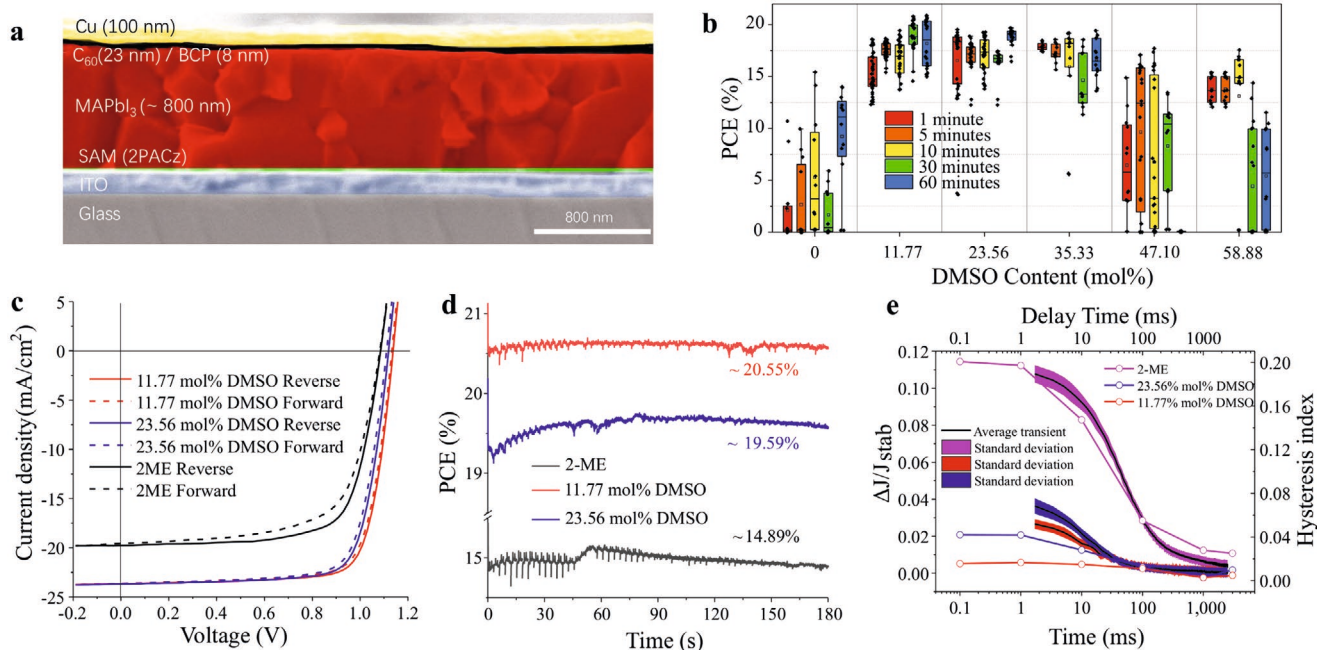 a
Cu (100 nm)
C₆₀(23 nm) / BCP (8 nm)
MAPbI₃(~ 800 nm)
SAM (2PACz)
ITO
Glass
800 nm
b
PCE (%)
20
15
10
5
0
1 minute
5 minutes
10 minutes
30 minutes
60 minutes
0 11.77 23.56 35.33 47.10 58.88
DMSO Content (mol%)
c
Current density(mA/cm²)
5
0
-5
-10
-15
-20
-25
11.77 mol% DMSO Reverse
11.77 mol% DMSO Forward
23.56 mol% DMSO Reverse
23.56 mol% DMSO Forward
2ME Reverse
2ME Forward
-0.2 0.0 0.2 0.4 0.6 0.8 1.0 1.2
Voltage (V)
d
PCE (%)
21
20
19
15
~ 20.55%
~ 19.59%
2-ME
11.77 mol% DMSO
23.56 mol% DMSO
~14.89%
0 30 60 90 120 150 180
Time (s)
e
Delay Time (ms)
0.1 1 10 100 1000
ΔJ/J_stab
0.12
0.10
0.08
0.06
0.04
0.02
0.00
2-ME
23.56% mol% DMSO
11.77% mol% DMSO
Average transient
Standard deviation
Standard deviation
Standard deviation
0.20
0.16
0.12
0.08
0.04
0.00
Hysteresis index
0.1 1 10 100 1,000
Time (ms)